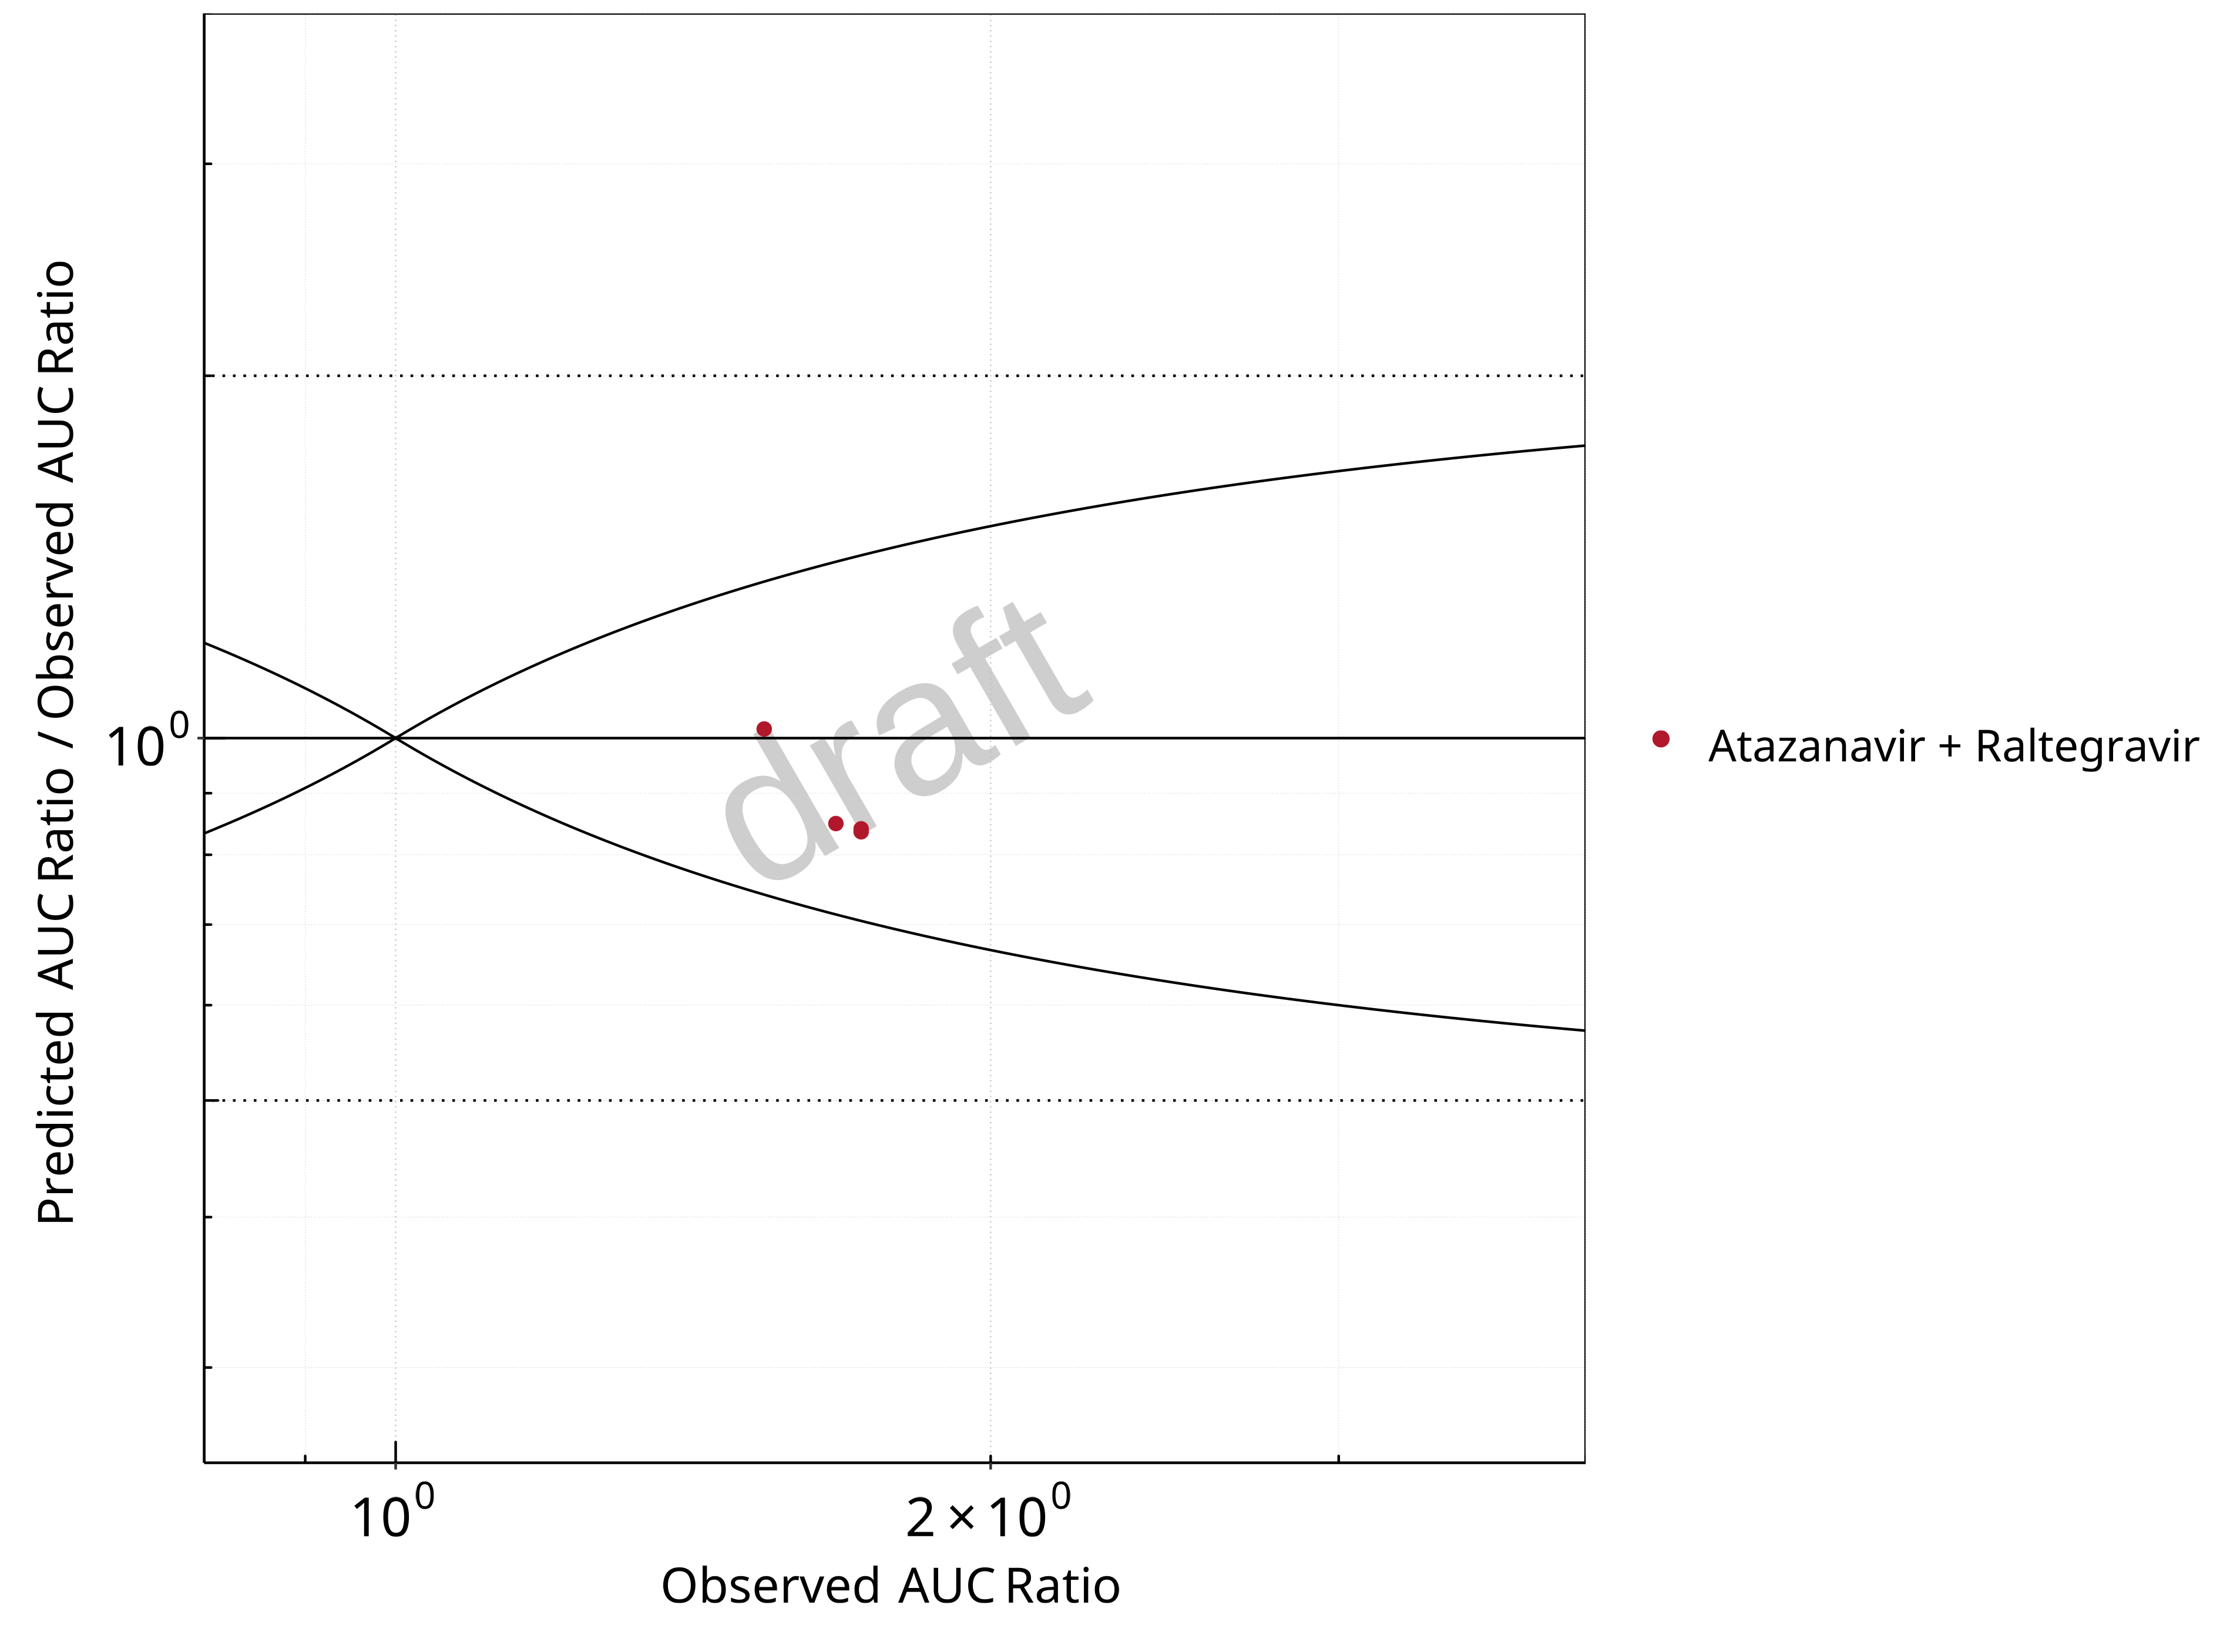 Predicted AUC Ratio / Observed AUC Ratio
10⁰
draft
Atazanavir + Raltegravir
10⁰
2 × 10⁰
Observed AUC Ratio